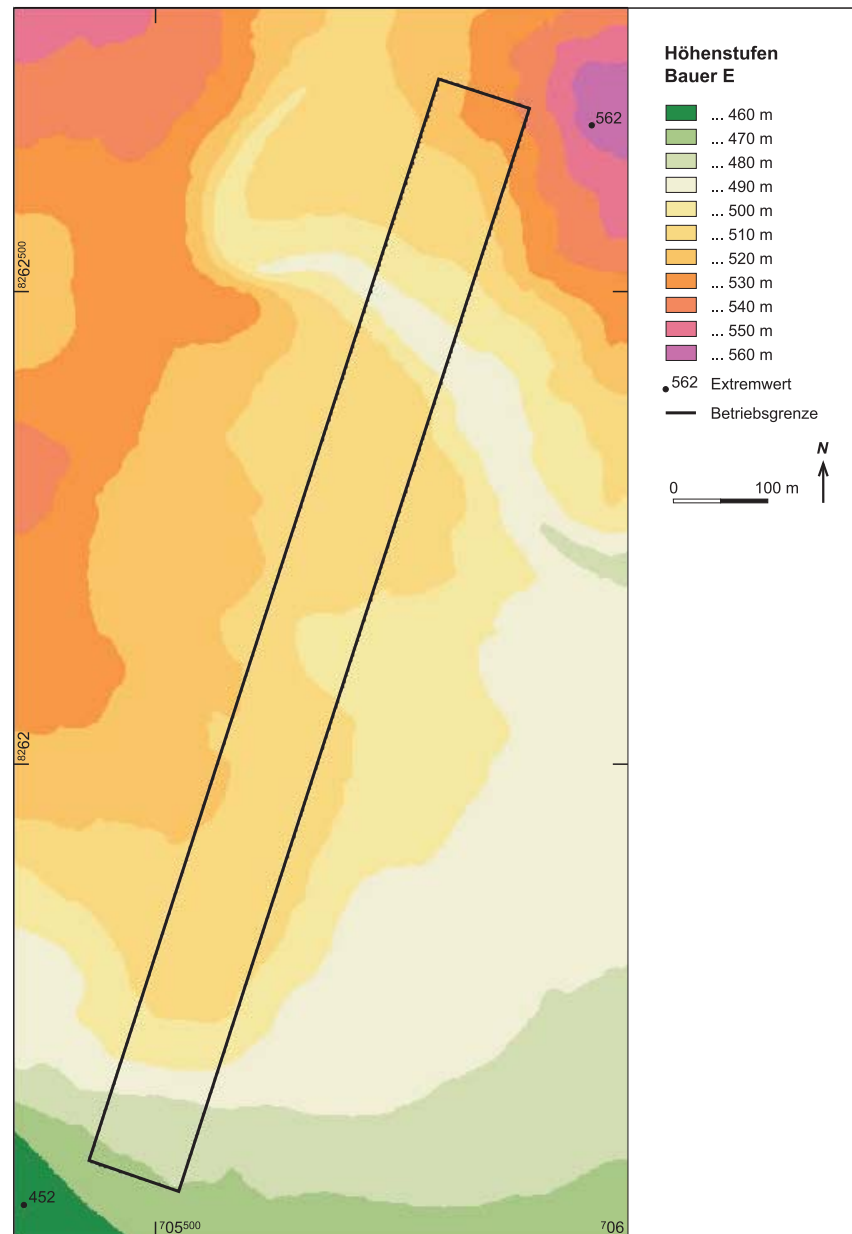 Höhenstufen
Bauer E
... 460 m
... 470 m
... 480 m
... 490 m
... 500 m
... 510 m
... 520 m
... 530 m
... 540 m
... 550 m
... 560 m
562 Extremwert
Betriebsgrenze
N
0 100 m
562
8262500
8262
452
705500
706